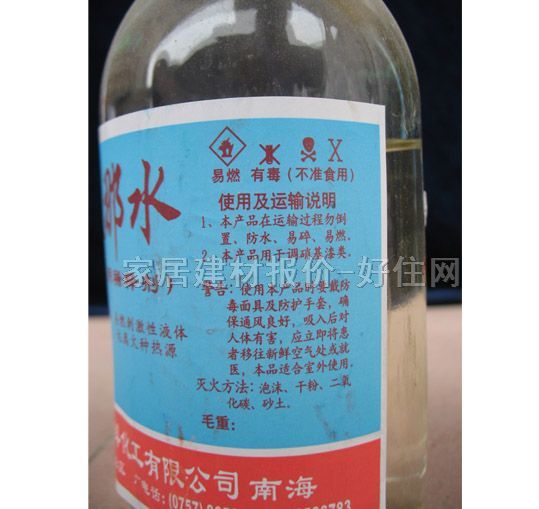 X
易燃 有毒（不准食用）
使用及运输说明
1、本产品在运输过程勿倒
置、防水、易碎、易燃。
2、本产品用于调硝基漆类。
家居建材报价-好住网
警告：使用本产品时要戴防
毒面具及防护手套，确
保通风良好，吸入后对
人体有害，应立即将患
者移往新鲜空气处或就
医，本品适合室外使用。
灭火方法：泡沫、干粉、二氧
化碳、砂土。
毛重：
那水
刺激性液体
火种热源
化工有限公司 南海
厂电话：(0757)